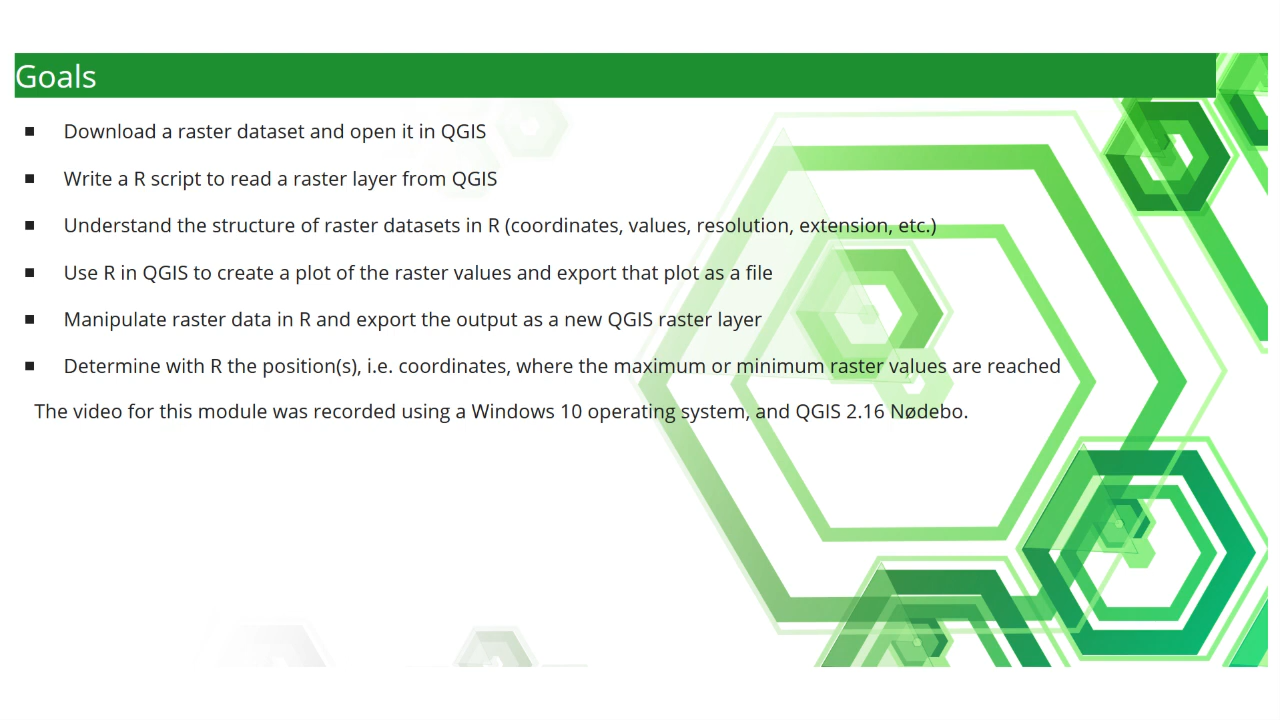 Goals
▪ Download a raster dataset and open it in QGIS
▪ Write a R script to read a raster layer from QGIS
▪ Understand the structure of raster datasets in R (coordinates, values, resolution, extension, etc.)
▪ Use R in QGIS to create a plot of the raster values and export that plot as a file
▪ Manipulate raster data in R and export the output as a new QGIS raster layer
▪ Determine with R the position(s), i.e. coordinates, where the maximum or minimum raster values are reached
The video for this module was recorded using a Windows 10 operating system, and QGIS 2.16 Nødebo.